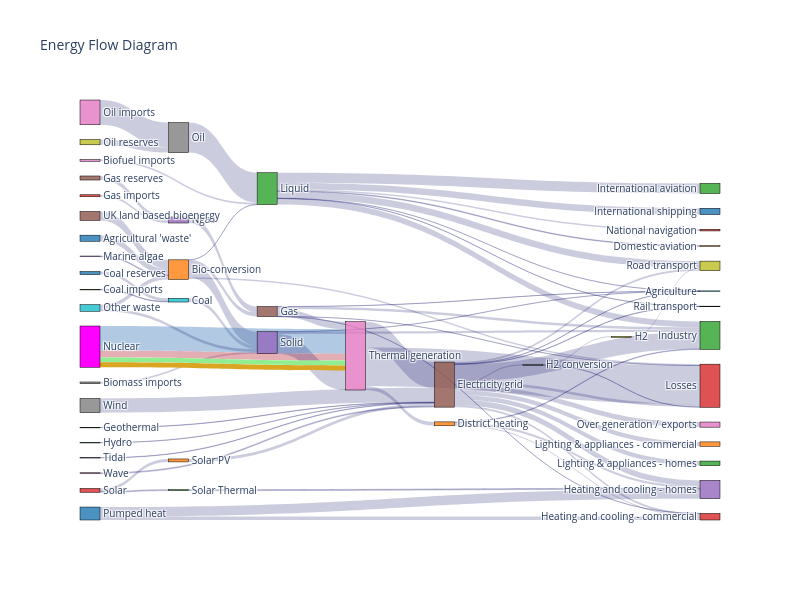 Energy Flow Diagram
Oil imports
Oil reserves
Biofuel imports
Gas reserves
Gas imports
UK land based bioenergy
Agricultural 'waste'
Marine algae
Coal reserves
Coal imports
Other waste
Nuclear
Biomass imports
Wind
Geothermal
Hydro
Tidal
Wave
Solar
Pumped heat
Oil
Bio-conversion
Coal
Solar PV
Solar Thermal
Liquid
Gas
Solid
Thermal generation
Electricity grid
District heating
H2 conversion
H2
International aviation
International shipping
National navigation
Domestic aviation
Road transport
Agriculture
Rail transport
Industry
Losses
Over generation / exports
Lighting & appliances - commercial
Lighting & appliances - homes
Heating and cooling - homes
Heating and cooling - commercial